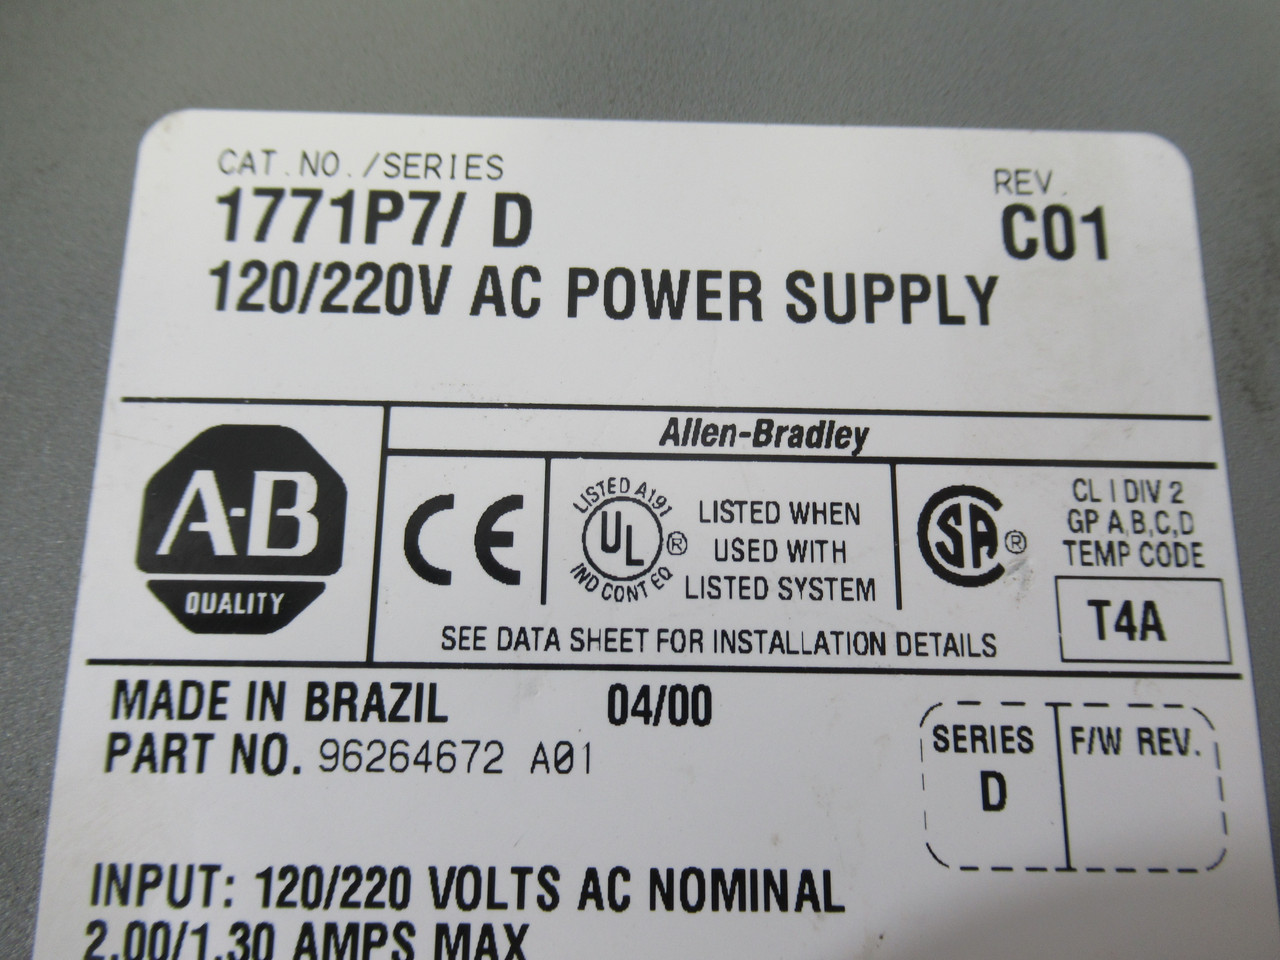 CAT.NO./SERIES
1771P7/ D
REV.
C01
120/220V AC POWER SUPPLY
Allen-Bradley
A-B
QUALITY
CE
LISTED A191
UL ®
IND CONT EQ
LISTED WHEN
USED WITH
LISTED SYSTEM
SA ®
CL I DIV 2
GP A,B,C,D
TEMP CODE
T4A
SEE DATA SHEET FOR INSTALLATION DETAILS
MADE IN BRAZIL 04/00
PART NO. 96264672 A01
SERIES
D
F/W REV.
INPUT: 120/220 VOLTS AC NOMINAL
2.00/1.30 AMPS MAX